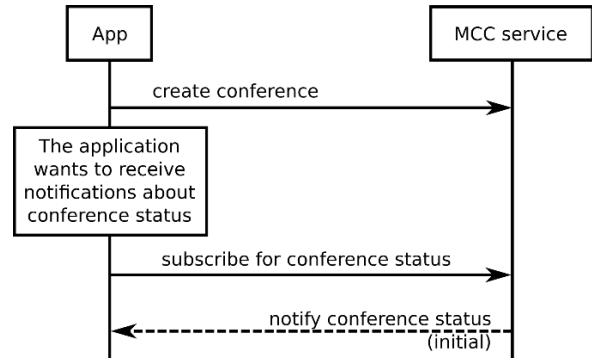 App
MCC service
create conference
The application
wants to receive
notifications about
conference status
subscribe for conference status
notify conference status
(initial)